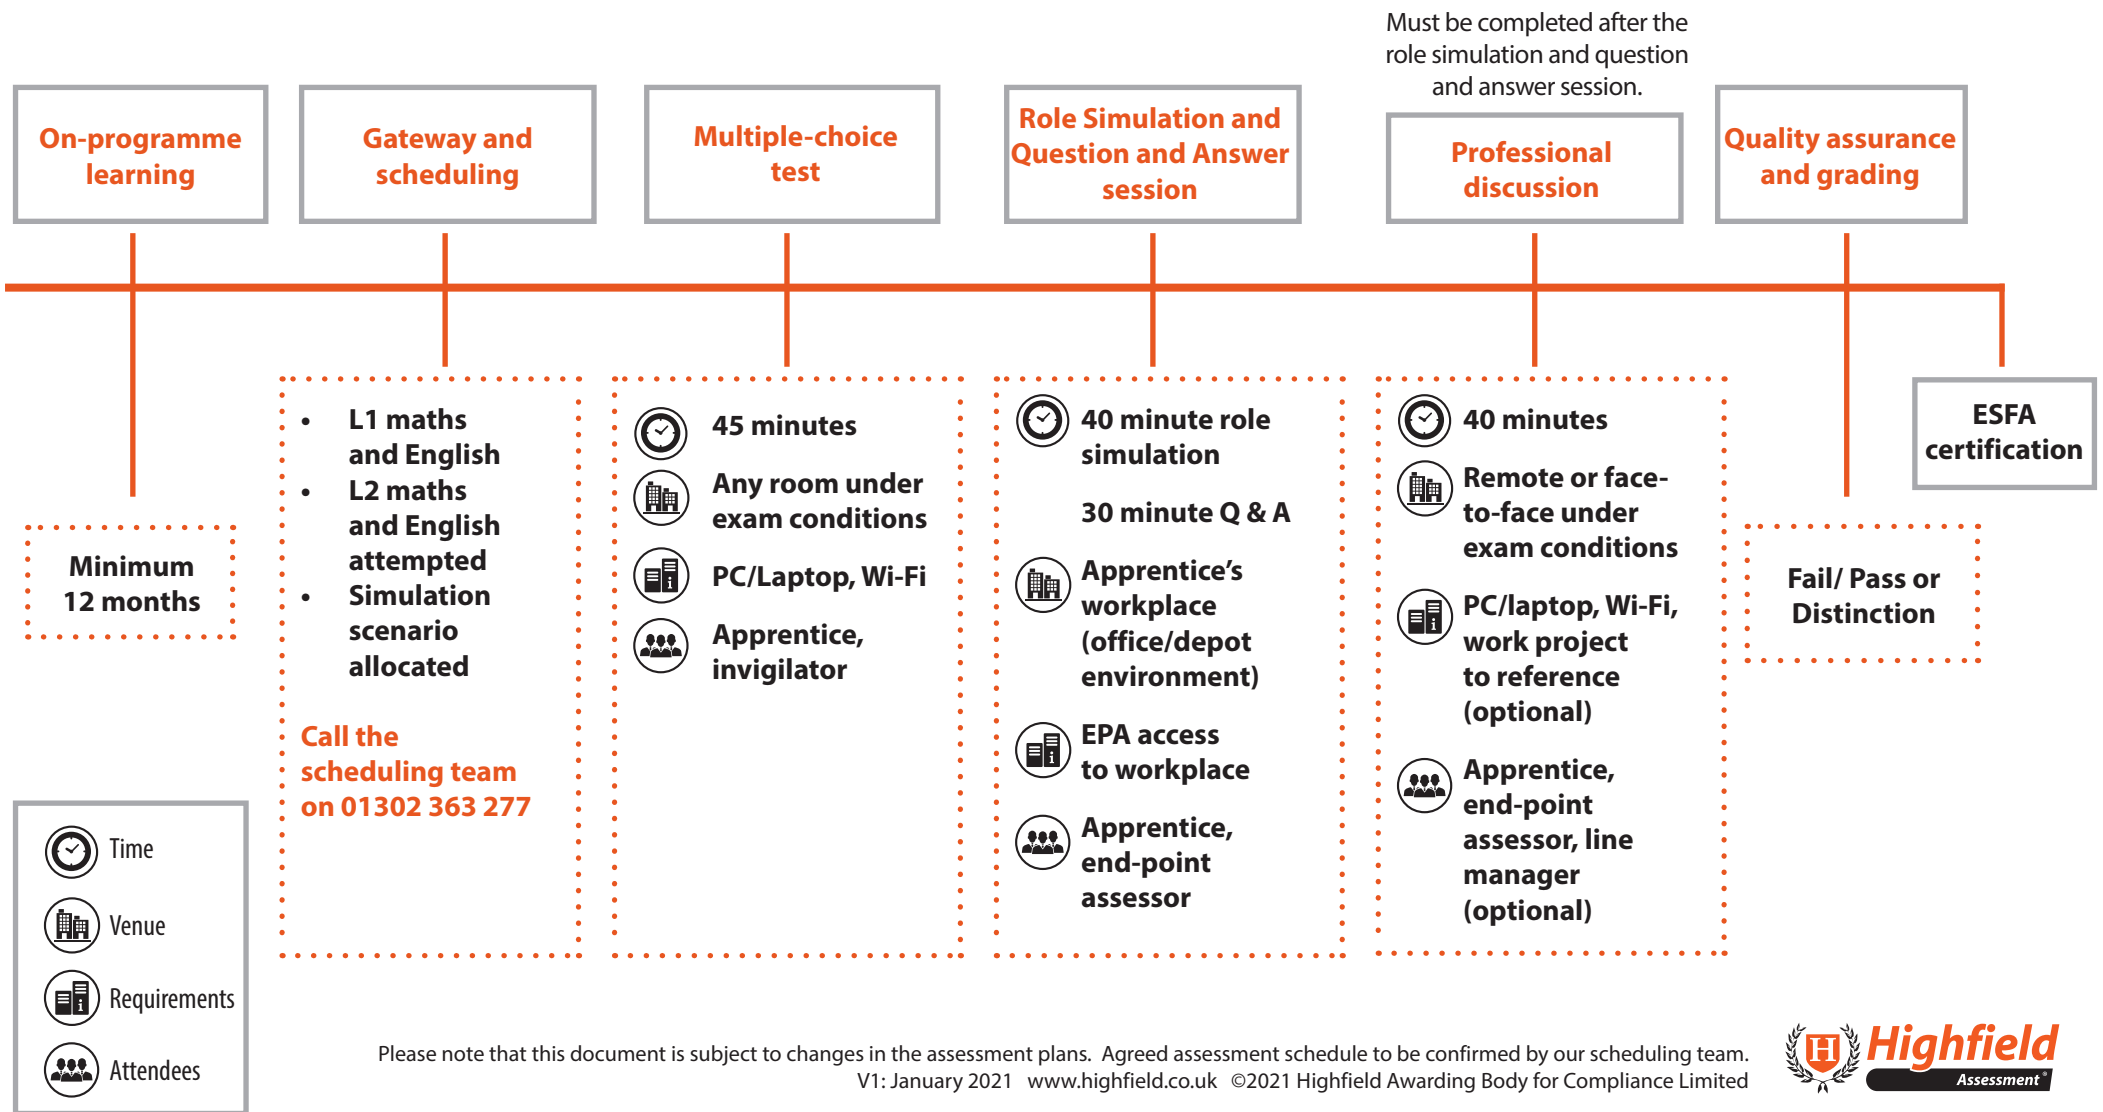 Must be completed after the
role simulation and question
and answer session.
On-programme
learning
Gateway and
scheduling
Multiple-choice
test
Role Simulation and
Question and Answer
session
Professional
discussion
Quality assurance
and grading
Minimum
12 months
• L1 maths
and English
• L2 maths
and English
attempted
• Simulation
scenario
allocated
Call the
scheduling team
on 01302 363 277
45 minutes
Any room under
exam conditions
PC/Laptop, Wi-Fi
Apprentice,
invigilator
40 minute role
simulation
30 minute Q & A
Apprentice’s
workplace
(office/depot
environment)
EPA access
to workplace
Apprentice,
end-point
assessor
40 minutes
Remote or face-
to-face under
exam conditions
PC/laptop, Wi-Fi,
work project
to reference
(optional)
Apprentice,
end-point
assessor, line
manager
(optional)
Fail/ Pass or
Distinction
ESFA
certification
Time
Venue
Requirements
Attendees
Please note that this document is subject to changes in the assessment plans. Agreed assessment schedule to be confirmed by our scheduling team.
V1: January 2021 www.highfield.co.uk ©2021 Highfield Awarding Body for Compliance Limited
H
Highfield
Assessment®